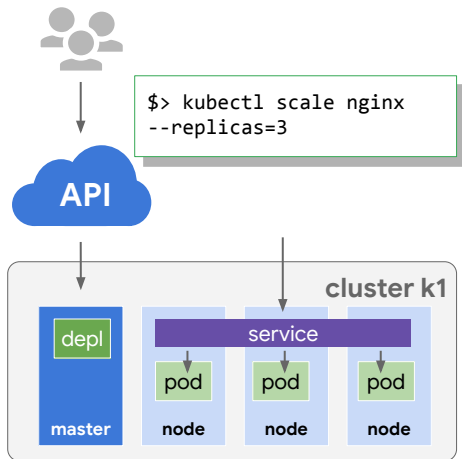 $> kubectl scale nginx
--replicas=3
API
cluster k1
depl
service
pod
pod
pod
master
node
node
node